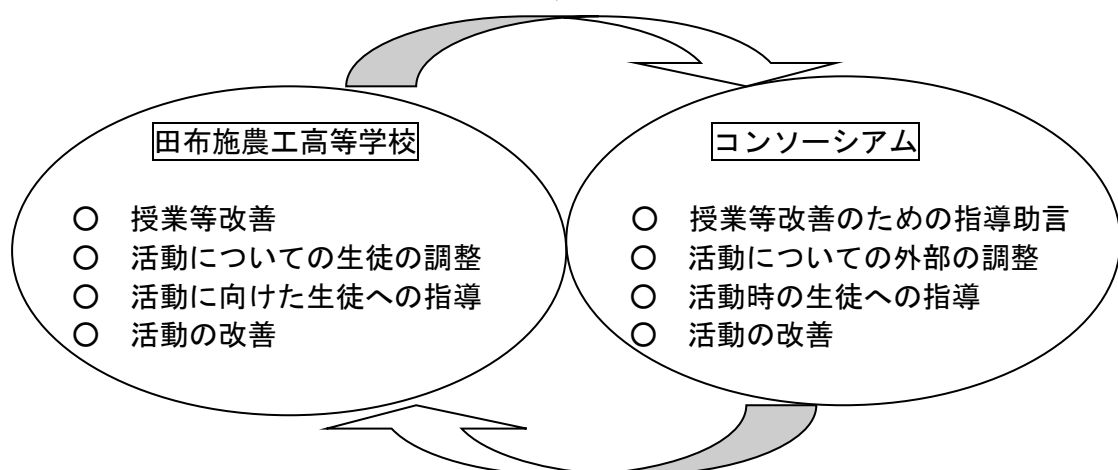 田布施農工高等学校
○ 授業等改善
○ 活動についての生徒の調整
○ 活動に向けた生徒への指導
○ 活動の改善
コンソーシアム
○ 授業等改善のための指導助言
○ 活動についての外部の調整
○ 活動時の生徒への指導
○ 活動の改善